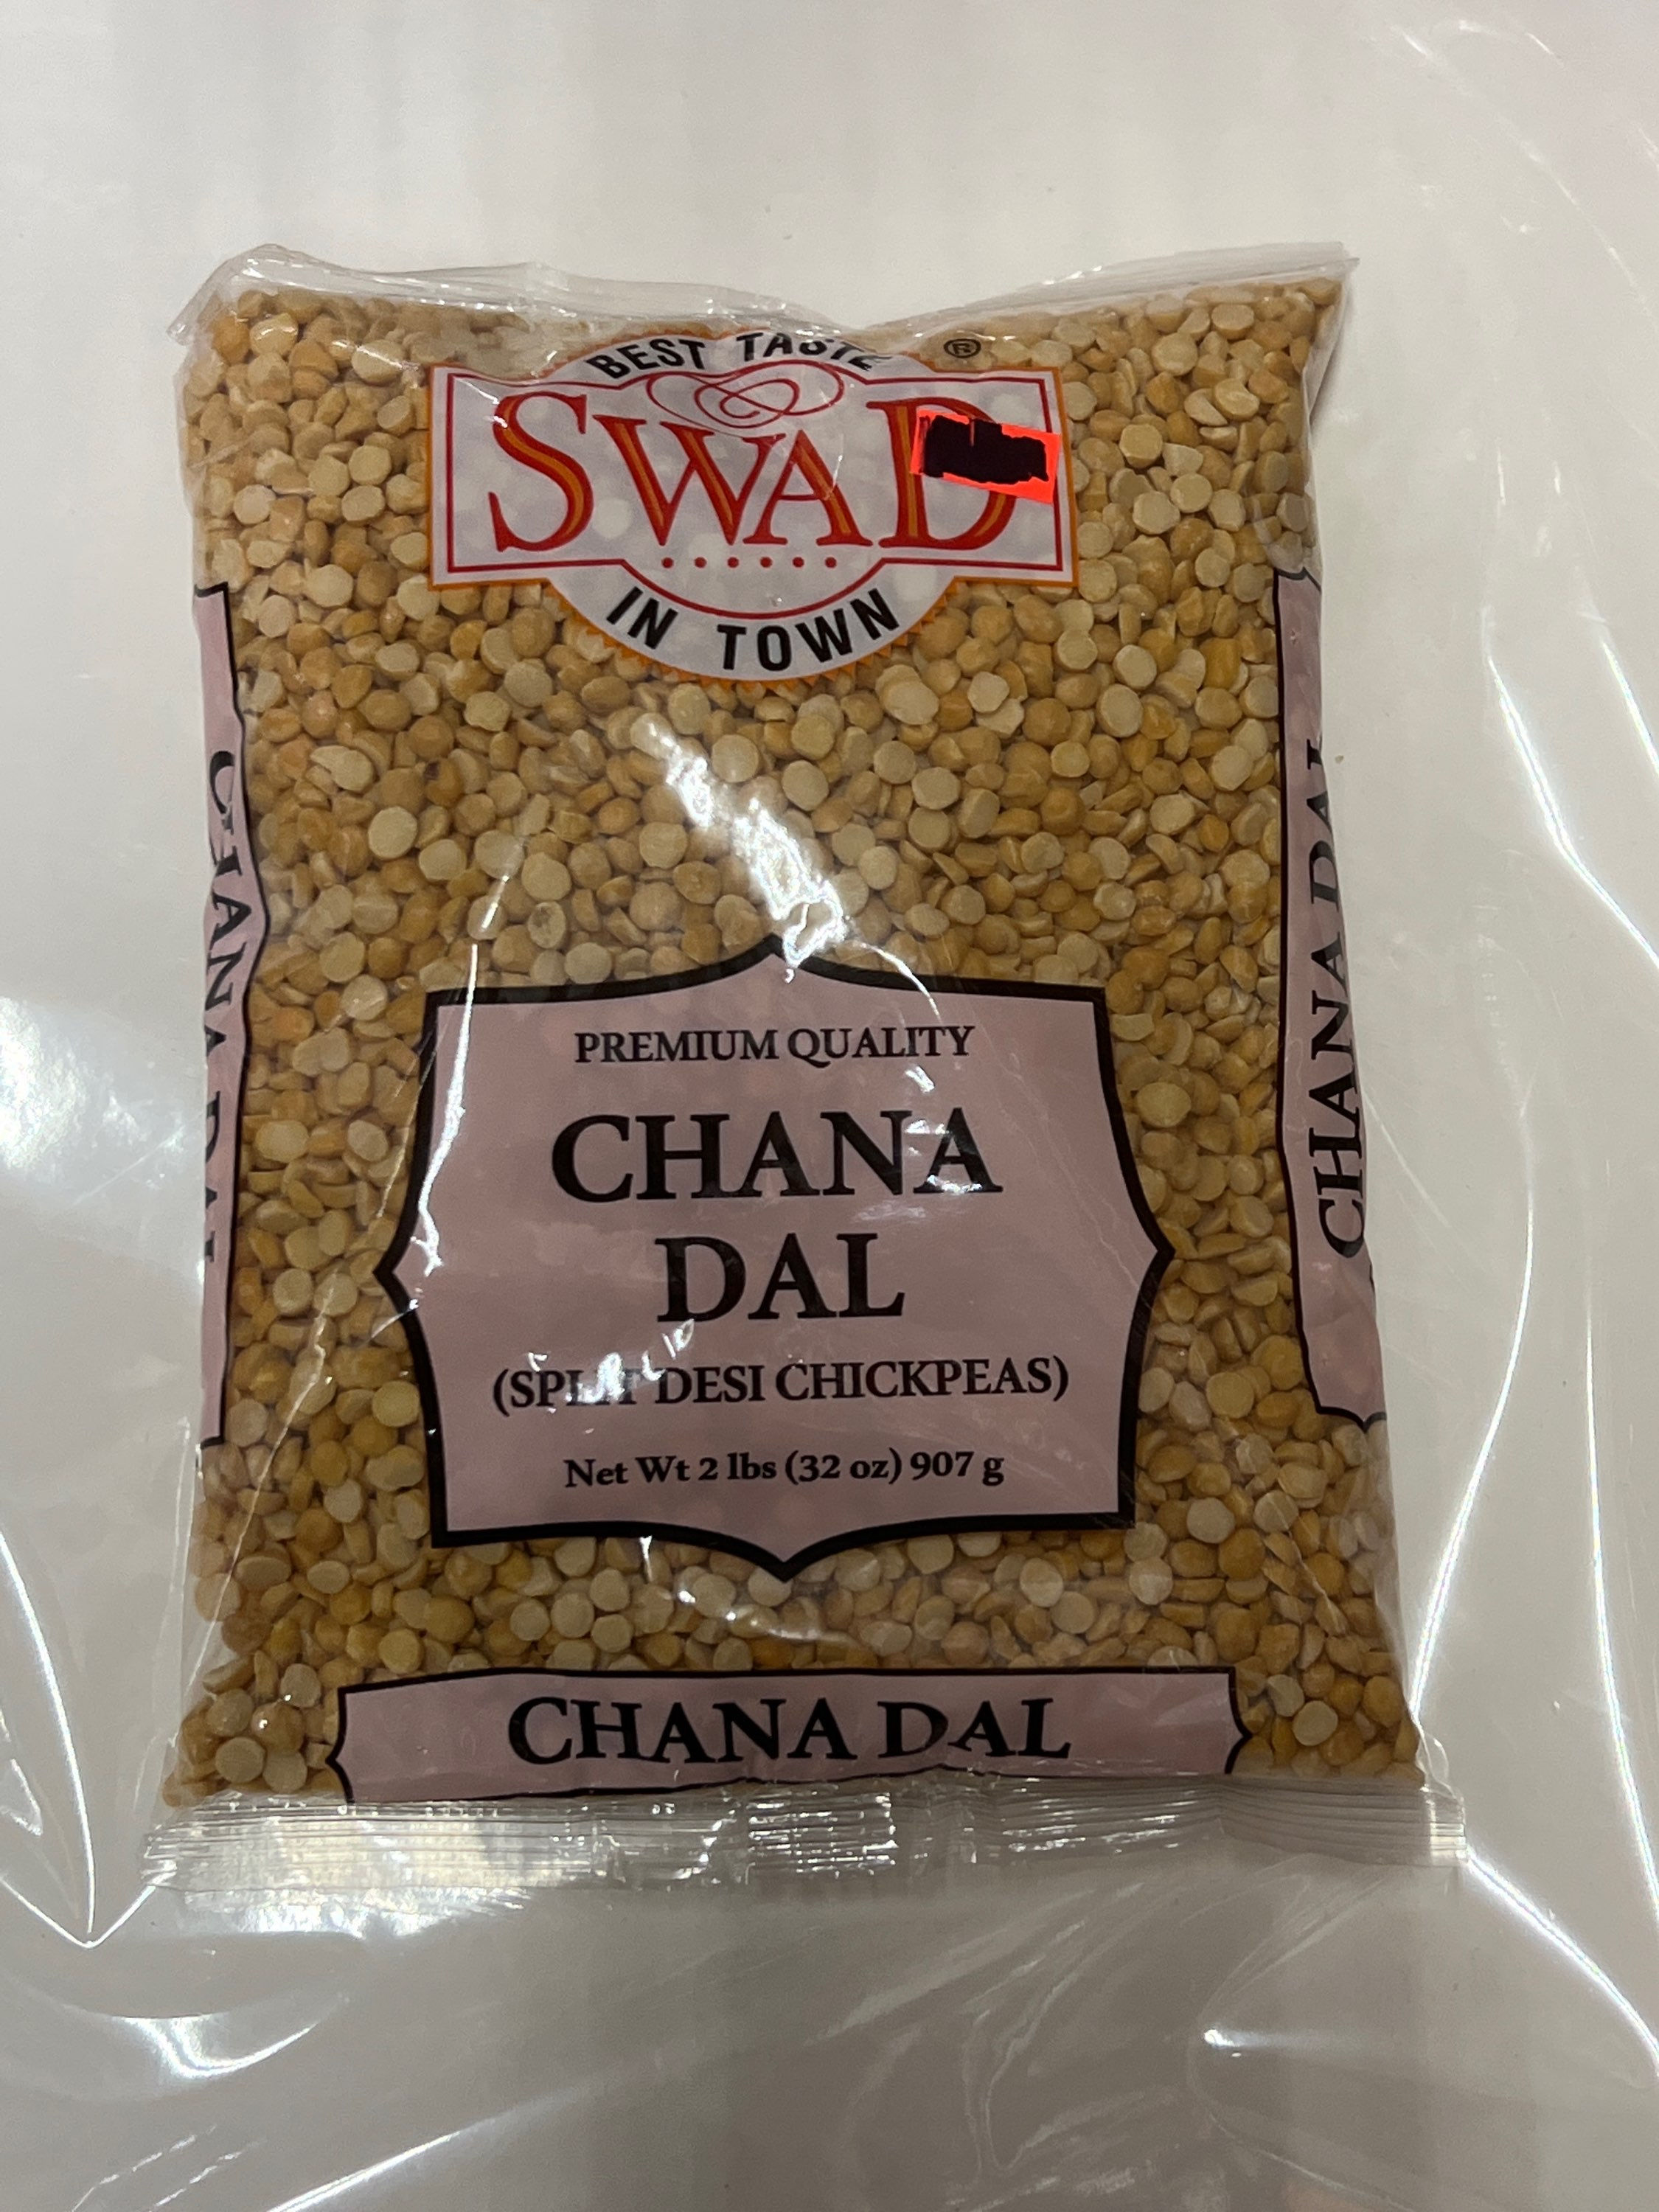 BEST TASTE
®
SWAD
IN TOWN
CHANA DAL
CHANA DAL
PREMIUM QUALITY
CHANA
DAL
(SPLIT DESI CHICKPEAS)
Net Wt 2 lbs (32 oz) 907 g
CHANA DAL